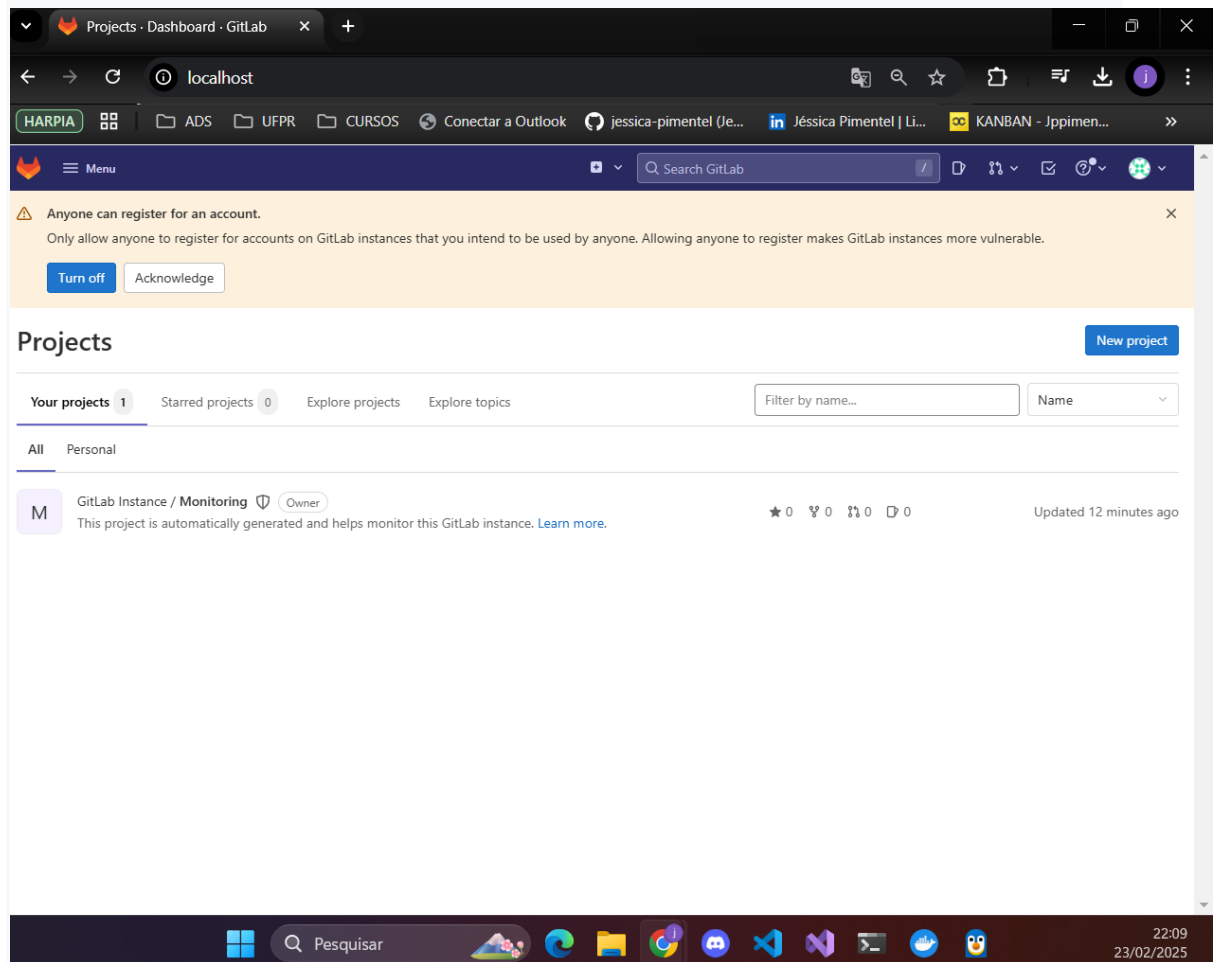 Projects · Dashboard · GitLab
localhost
HARPIA
ADS
UFPR
CURSOS
Conectar a Outlook
jessica-pimentel (Je...
Jéssica Pimentel | Li...
KANBAN - Jppimen...
»
Menu
Search GitLab
/
Anyone can register for an account.
Only allow anyone to register for accounts on GitLab instances that you intend to be used by anyone. Allowing anyone to register makes GitLab instances more vulnerable.
Turn off
Acknowledge
Projects
New project
Your projects 1
Starred projects 0
Explore projects
Explore topics
Filter by name...
Name
All
Personal
M
GitLab Instance / Monitoring
Owner
This project is automatically generated and helps monitor this GitLab instance. Learn more.
0 0 0 0
Updated 12 minutes ago
Pesquisar
22:09
23/02/2025